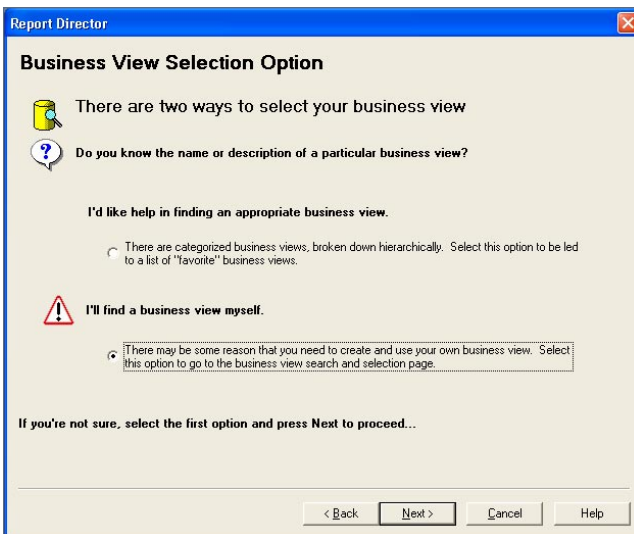 Report Director
Business View Selection Option
There are two ways to select your business view
Do you know the name or description of a particular business view?
I'd like help in finding an appropriate business view.
There are categorized business views, broken down hierarchically. Select this option to be led
to a list of "favorite" business views.
I'll find a business view myself.
There may be some reason that you need to create and use your own business view. Select
this option to go to the business view search and selection page.
If you're not sure, select the first option and press Next to proceed...
< Back Next > Cancel Help